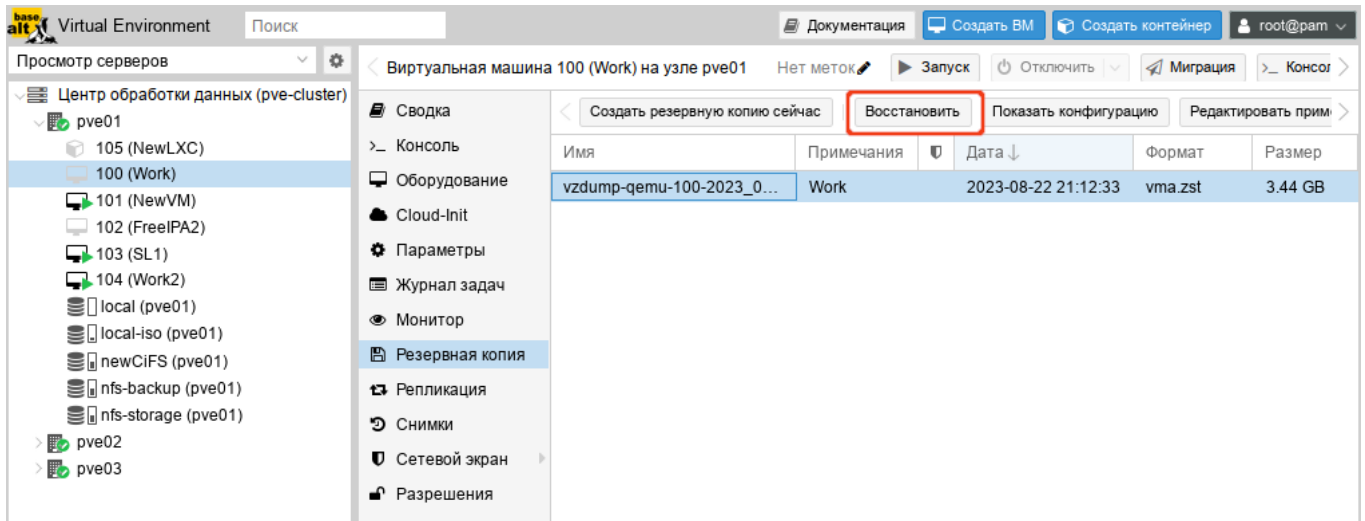 base alt Virtual Environment Поиск Документация Создать ВМ Создать контейнер root@pam
Просмотр серверов
Центр обработки данных (pve-cluster)
pve01
105 (NewLXC)
100 (Work)
101 (NewVM)
102 (FreeIPA2)
103 (SL1)
104 (Work2)
local (pve01)
local-iso (pve01)
newCiFS (pve01)
nfs-backup (pve01)
nfs-storage (pve01)
pve02
pve03
Виртуальная машина 100 (Work) на узле pve01 Нет меток Запуск Отключить Миграция >_ Консол
Сводка
>_ Консоль
Оборудование
Cloud-Init
Параметры
Журнал задач
Монитор
Резервная копия
Репликация
Снимки
Сетевой экран
Разрешения
Создать резервную копию сейчас Восстановить Показать конфигурацию Редактировать прим
Имя Примечания Дата ↓ Формат Размер
vzdump-qemu-100-2023_0... Work 2023-08-22 21:12:33 vma.zst 3.44 GB